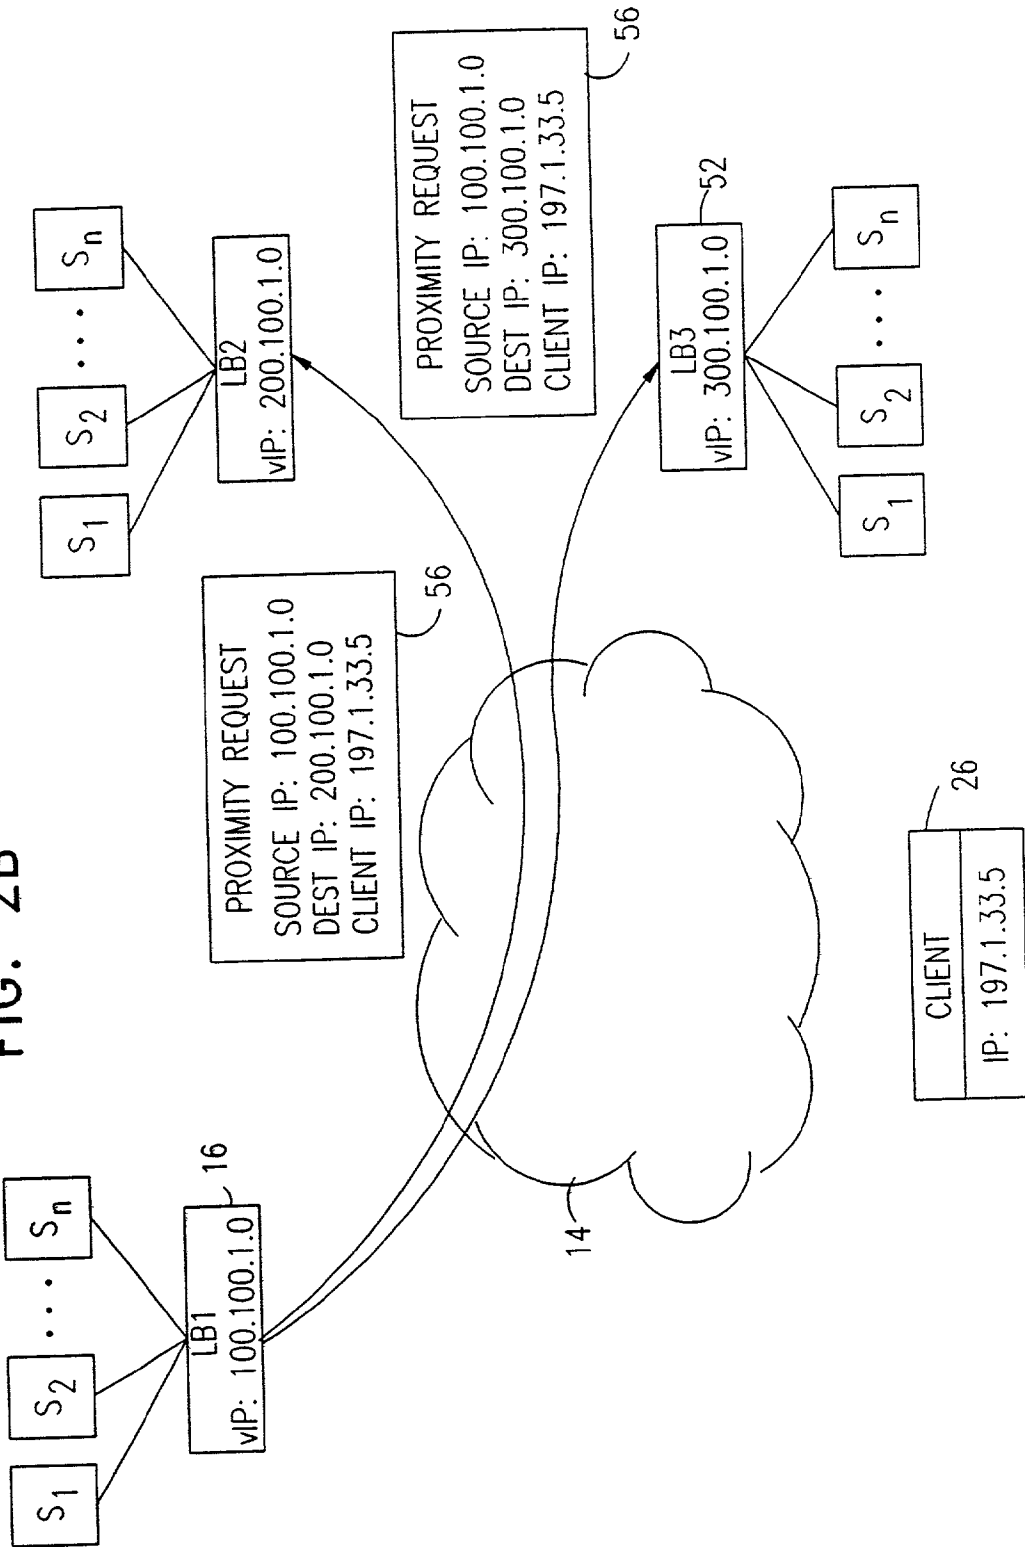 FIG. 2B
S1
S2
....
Sn
LB1
vIP: 100.100.1.0
16
S1
S2
....
Sn
LB2
vIP: 200.100.1.0
PROXIMITY REQUEST
SOURCE IP: 100.100.1.0
DEST IP: 200.100.1.0
CLIENT IP: 197.1.33.5
56
PROXIMITY REQUEST
SOURCE IP: 100.100.1.0
DEST IP: 300.100.1.0
CLIENT IP: 197.1.33.5
56
14
LB3
vIP: 300.100.1.0
52
S1
S2
....
Sn
CLIENT
IP: 197.1.33.5
26